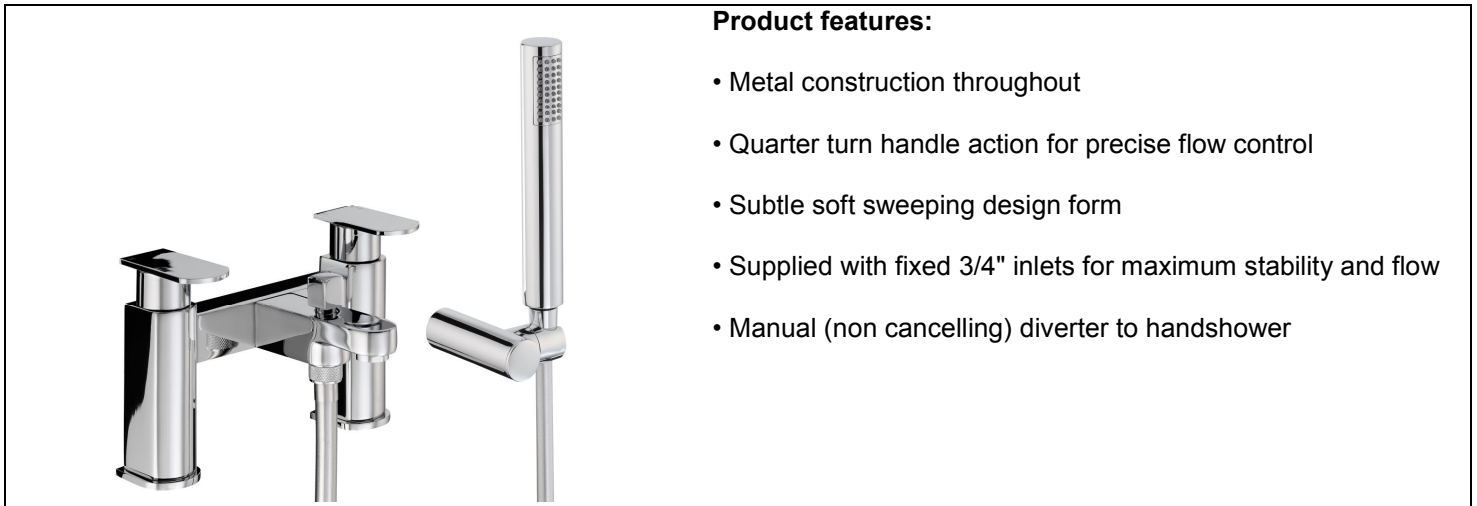 Product features:
• Metal construction throughout
• Quarter turn handle action for precise flow control
• Subtle soft sweeping design form
• Supplied with fixed 3/4" inlets for maximum stability and flow
• Manual (non cancelling) diverter to handshower